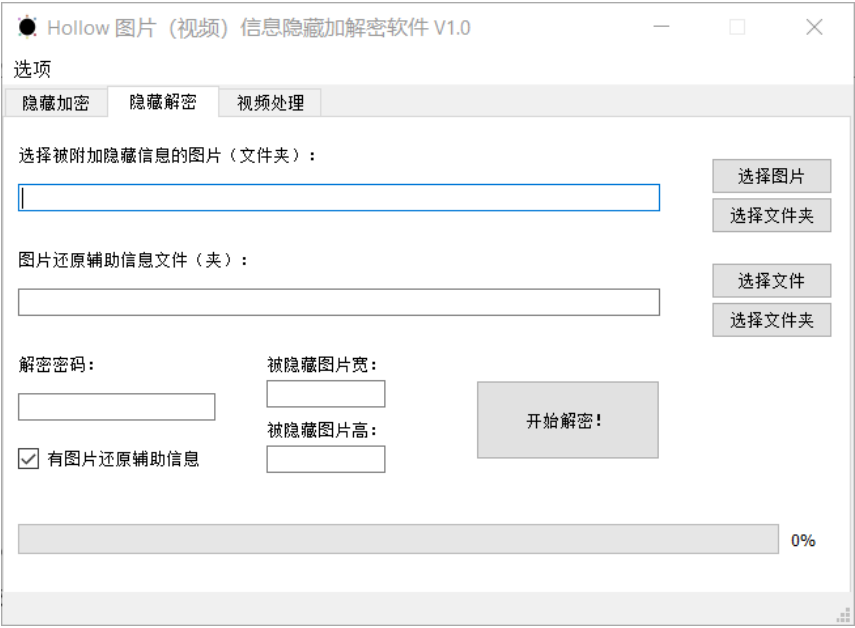 Hollow 图片（视频）信息隐藏加解密软件 V1.0
选项
隐藏加密 隐藏解密 视频处理
选择被附加隐藏信息的图片（文件夹）:
选择图片
选择文件夹
图片还原辅助信息文件（夹）:
选择文件
选择文件夹
解密密码:
被隐藏图片宽:
被隐藏图片高:
开始解密!
有图片还原辅助信息
0%